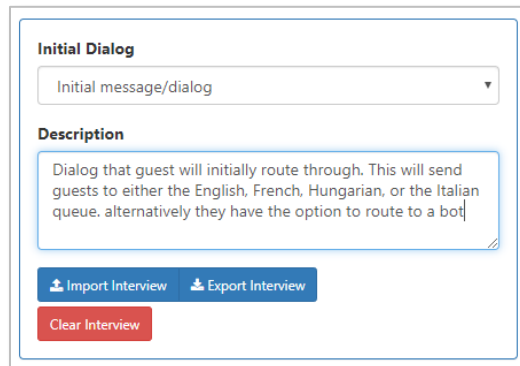 Initial Dialog
Initial message/dialog
Description
Dialog that guest will initially route through. This will send
guests to either the English, French, Hungarian, or the Italian
queue. alternatively they have the option to route to a bot
Import Interview Export Interview
Clear Interview